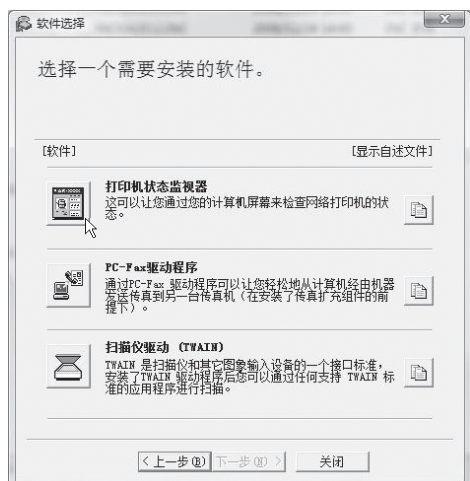 软件选择
选择一个需要安装的软件。
[软件] [显示自述文件]
打印机状态监视器
这可以让您通过您的计算机屏幕来检查网络打印机的状
态。
PC-Fax驱动程序
通过PC-Fax 驱动程序可以让您轻松地从计算机经由机器
发送传真到另一台传真机（在安装了传真扩充组件的前
提下）。
扫描仪驱动 (TWAIN)
TWAIN 是扫描仪和其它图象输入设备的一个接口标准，
安装了TWAIN 驱动程序后您可以通过任何支持 TWAIN 标
准的应用程序进行扫描。
< 上一步(B) 下一步(N) > 关闭